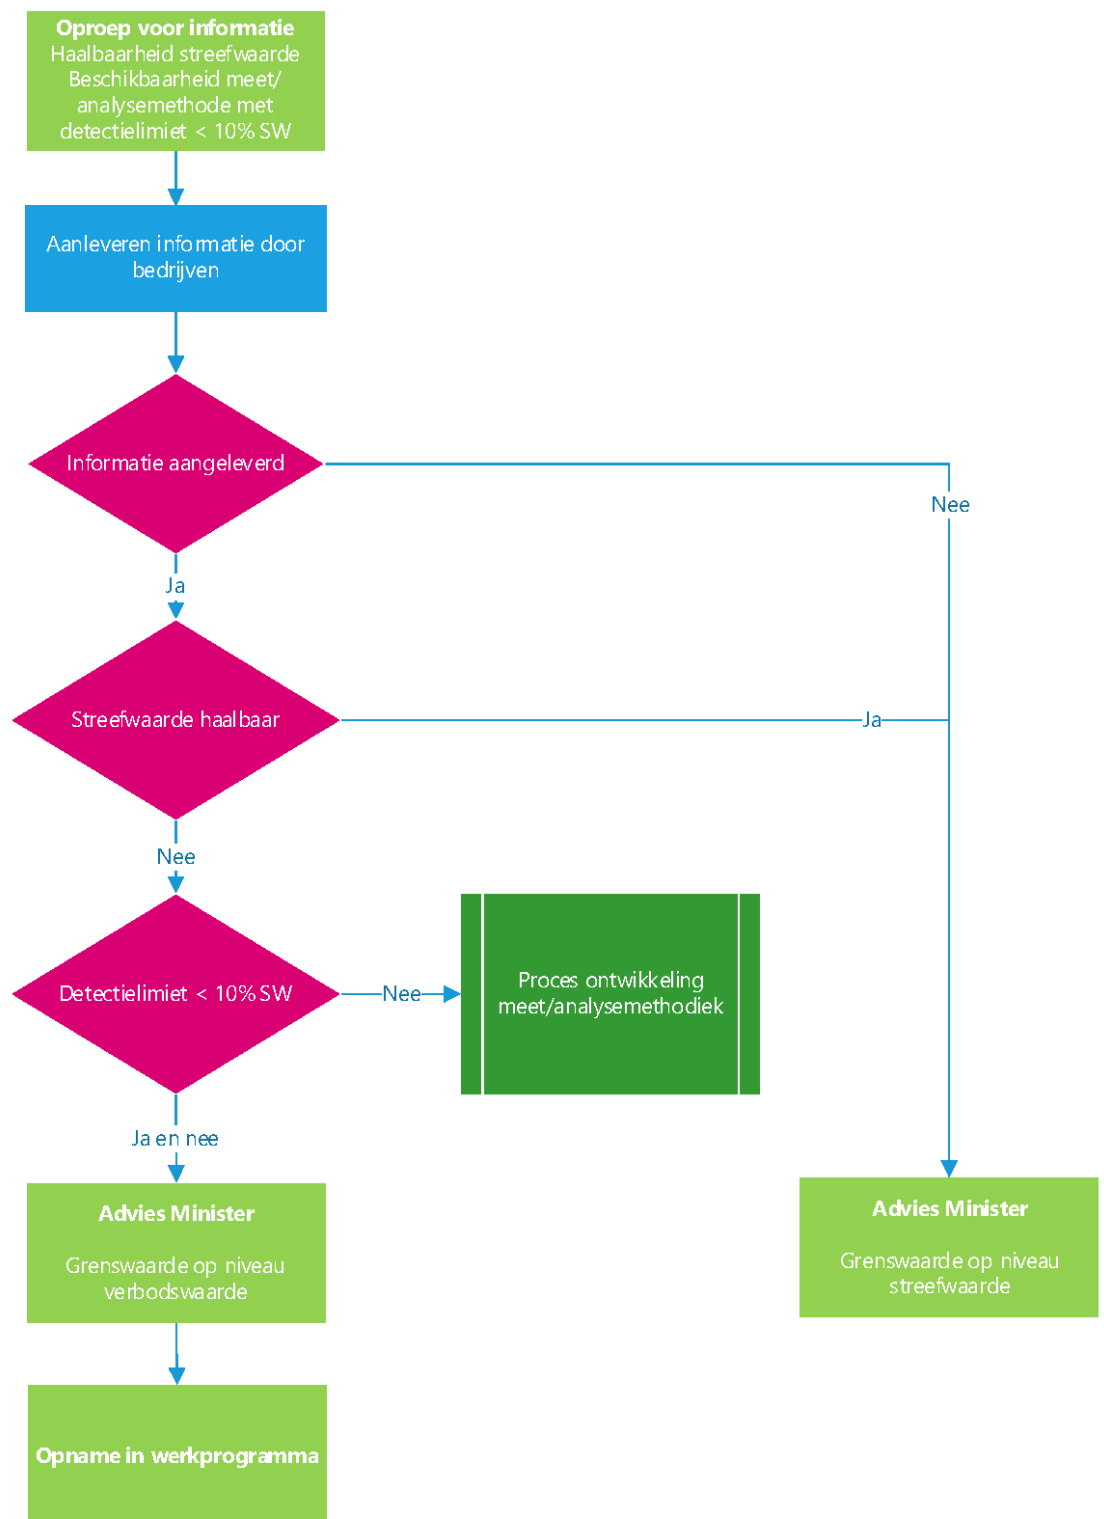 Oproep voor informatie
Haalbaarheid streefwaarde
Beschikbaarheid meet/
analysemethode met
detectielimiet < 10% SW
Aanleveren informatie door
bedrijven
Informatie aangeleverd
Nee
Ja
Streefwaarde haalbaar
Ja
Nee
Detectielimiet < 10% SW
Nee
Proces ontwikkeling
meet/analysemethodiek
Ja en nee
Advies Minister
Grenswaarde op niveau
verbodswaarde
Advies Minister
Grenswaarde op niveau
streefwaarde
Opname in werkprogramma